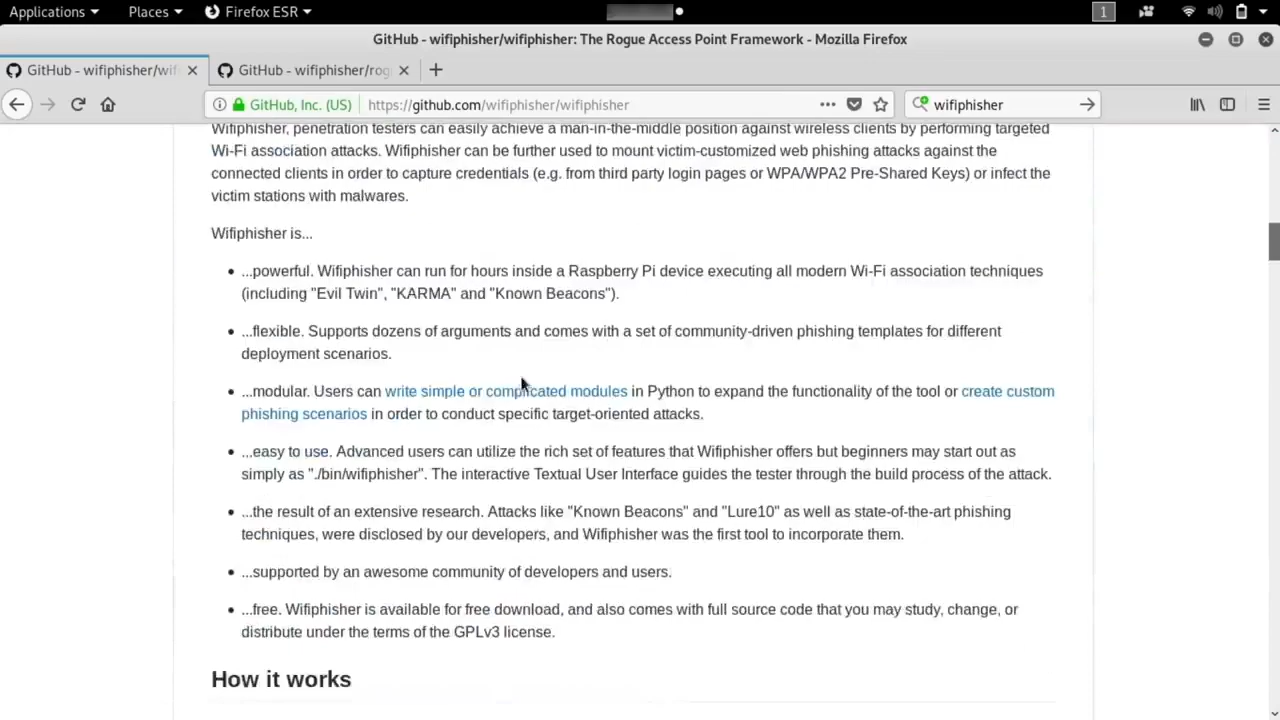 Applications Places Firefox ESR 1
GitHub - wifiphisher/wifiphisher: The Rogue Access Point Framework - Mozilla Firefox
GitHub - wifiphisher/wifi GitHub - wifiphisher/rog
GitHub, Inc. (US) https://github.com/wifiphisher/wifiphisher wifiphisher
Wifiphisher, penetration testers can easily achieve a man-in-the-middle position against wireless clients by performing targeted
Wi-Fi association attacks. Wifiphisher can be further used to mount victim-customized web phishing attacks against the
connected clients in order to capture credentials (e.g. from third party login pages or WPA/WPA2 Pre-Shared Keys) or infect the
victim stations with malwares.
Wifiphisher is...
...powerful. Wifiphisher can run for hours inside a Raspberry Pi device executing all modern Wi-Fi association techniques
(including "Evil Twin", "KARMA" and "Known Beacons").
...flexible. Supports dozens of arguments and comes with a set of community-driven phishing templates for different
deployment scenarios.
...modular. Users can write simple or complicated modules in Python to expand the functionality of the tool or create custom
phishing scenarios in order to conduct specific target-oriented attacks.
...easy to use. Advanced users can utilize the rich set of features that Wifiphisher offers but beginners may start out as
simply as "./bin/wifiphisher". The interactive Textual User Interface guides the tester through the build process of the attack.
...the result of an extensive research. Attacks like "Known Beacons" and "Lure10" as well as state-of-the-art phishing
techniques, were disclosed by our developers, and Wifiphisher was the first tool to incorporate them.
...supported by an awesome community of developers and users.
...free. Wifiphisher is available for free download, and also comes with full source code that you may study, change, or
distribute under the terms of the GPLv3 license.
How it works